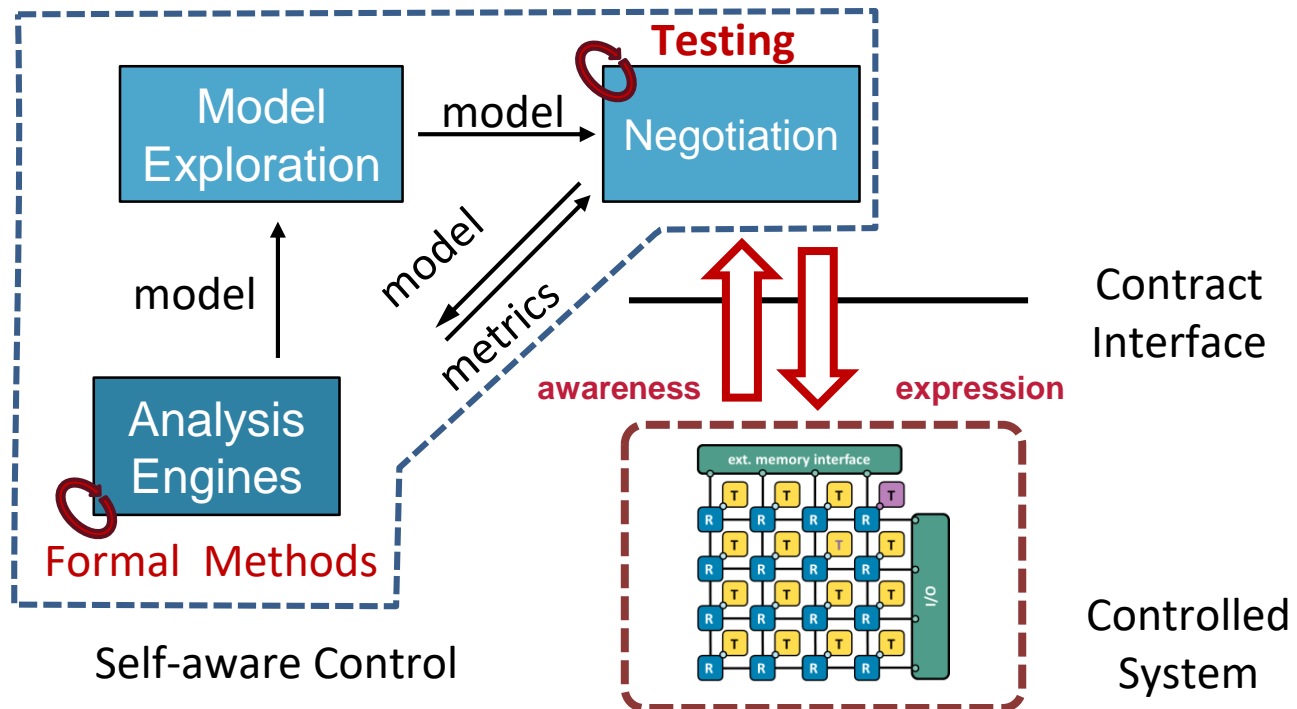 Testing
Model
Exploration
model
Negotiation
model
metrics
model
Analysis
Engines
Formal Methods
Self-aware Control
Contract
Interface
awareness
expression
ext. memory interface
T T T T
R R R R
T T T T
R R R R
T T T T
R R R R
T T T T
R R R R
I/O
Controlled
System